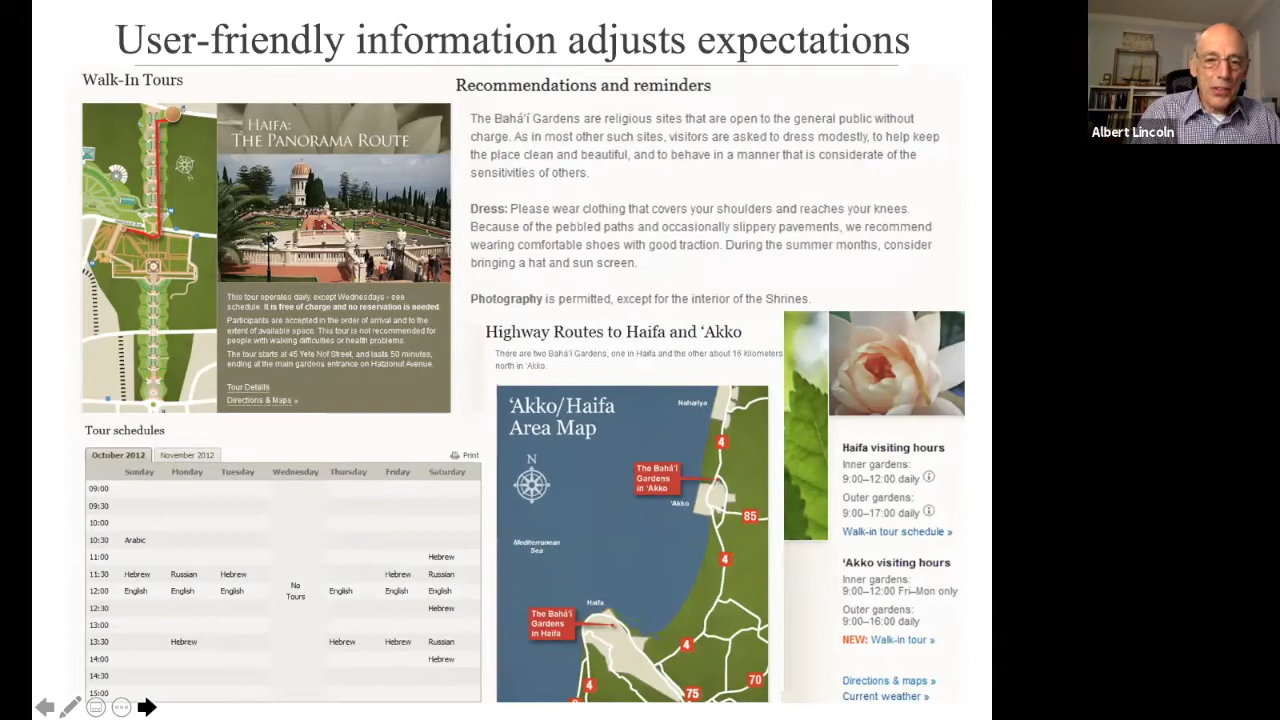 User-friendly information adjusts expectations
Walk-In Tours
HAIFA:
THE PANORAMA ROUTE
This tour operates daily, except Wednesdays - see
schedule. It is free of charge and no reservation is needed.
Participants are accepted in the order of arrival and to the
extent of available space. This tour is not recommended for
people with walking difficulties or health problems.
The tour starts at 45 Yefe Nof Street, and lasts 50 minutes,
ending at the main gardens entrance on Hatzionut Avenue.
Tour Details
Directions & Maps »
Recommendations and reminders
The Bahá'í Gardens are religious sites that are open to the general public without
charge. As in most other such sites, visitors are asked to dress modestly, to help keep
the place clean and beautiful, and to behave in a manner that is considerate of the
sensitivities of others.
Dress: Please wear clothing that covers your shoulders and reaches your knees.
Because of the pebbled paths and occasionally slippery pavements, we recommend
wearing comfortable shoes with good traction. During the summer months, consider
bringing a hat and sun screen.
Photography is permitted, except for the interior of the Shrines.
Highway Routes to Haifa and 'Akko
There are two Bahá'í Gardens, one in Haifa and the other about 16 kilometers
north in 'Akko.
'Akko/Haifa
Area Map
N
Nahariya
4
The Bahá'í
Gardens
in 'Akko
'Akko
85
Mediterranean
Sea
4
Haifa
The Bahá'í
Gardens
in Haifa
4
4
75
70
Haifa visiting hours
Inner gardens:
9:00–12:00 daily
Outer gardens:
9:00–17:00 daily
Walk-in tour schedule »
'Akko visiting hours
Inner gardens:
9:00–12:00 Fri–Mon only
Outer gardens:
9:00–16:00 daily
NEW: Walk-in tour »
Directions & maps »
Current weather »
Tour schedules
October 2012 November 2012 Print
Sunday Monday Tuesday Wednesday Thursday Friday Saturday
09:00
09:30
10:00
10:30 Arabic
11:00 Hebrew
11:30 Hebrew Russian Hebrew Hebrew Russian
No
Tours
12:00 English English English English English English
12:30 Hebrew
13:00
13:30 Hebrew Hebrew Hebrew Russian
14:00 Hebrew
14:30
15:00
Albert Lincoln